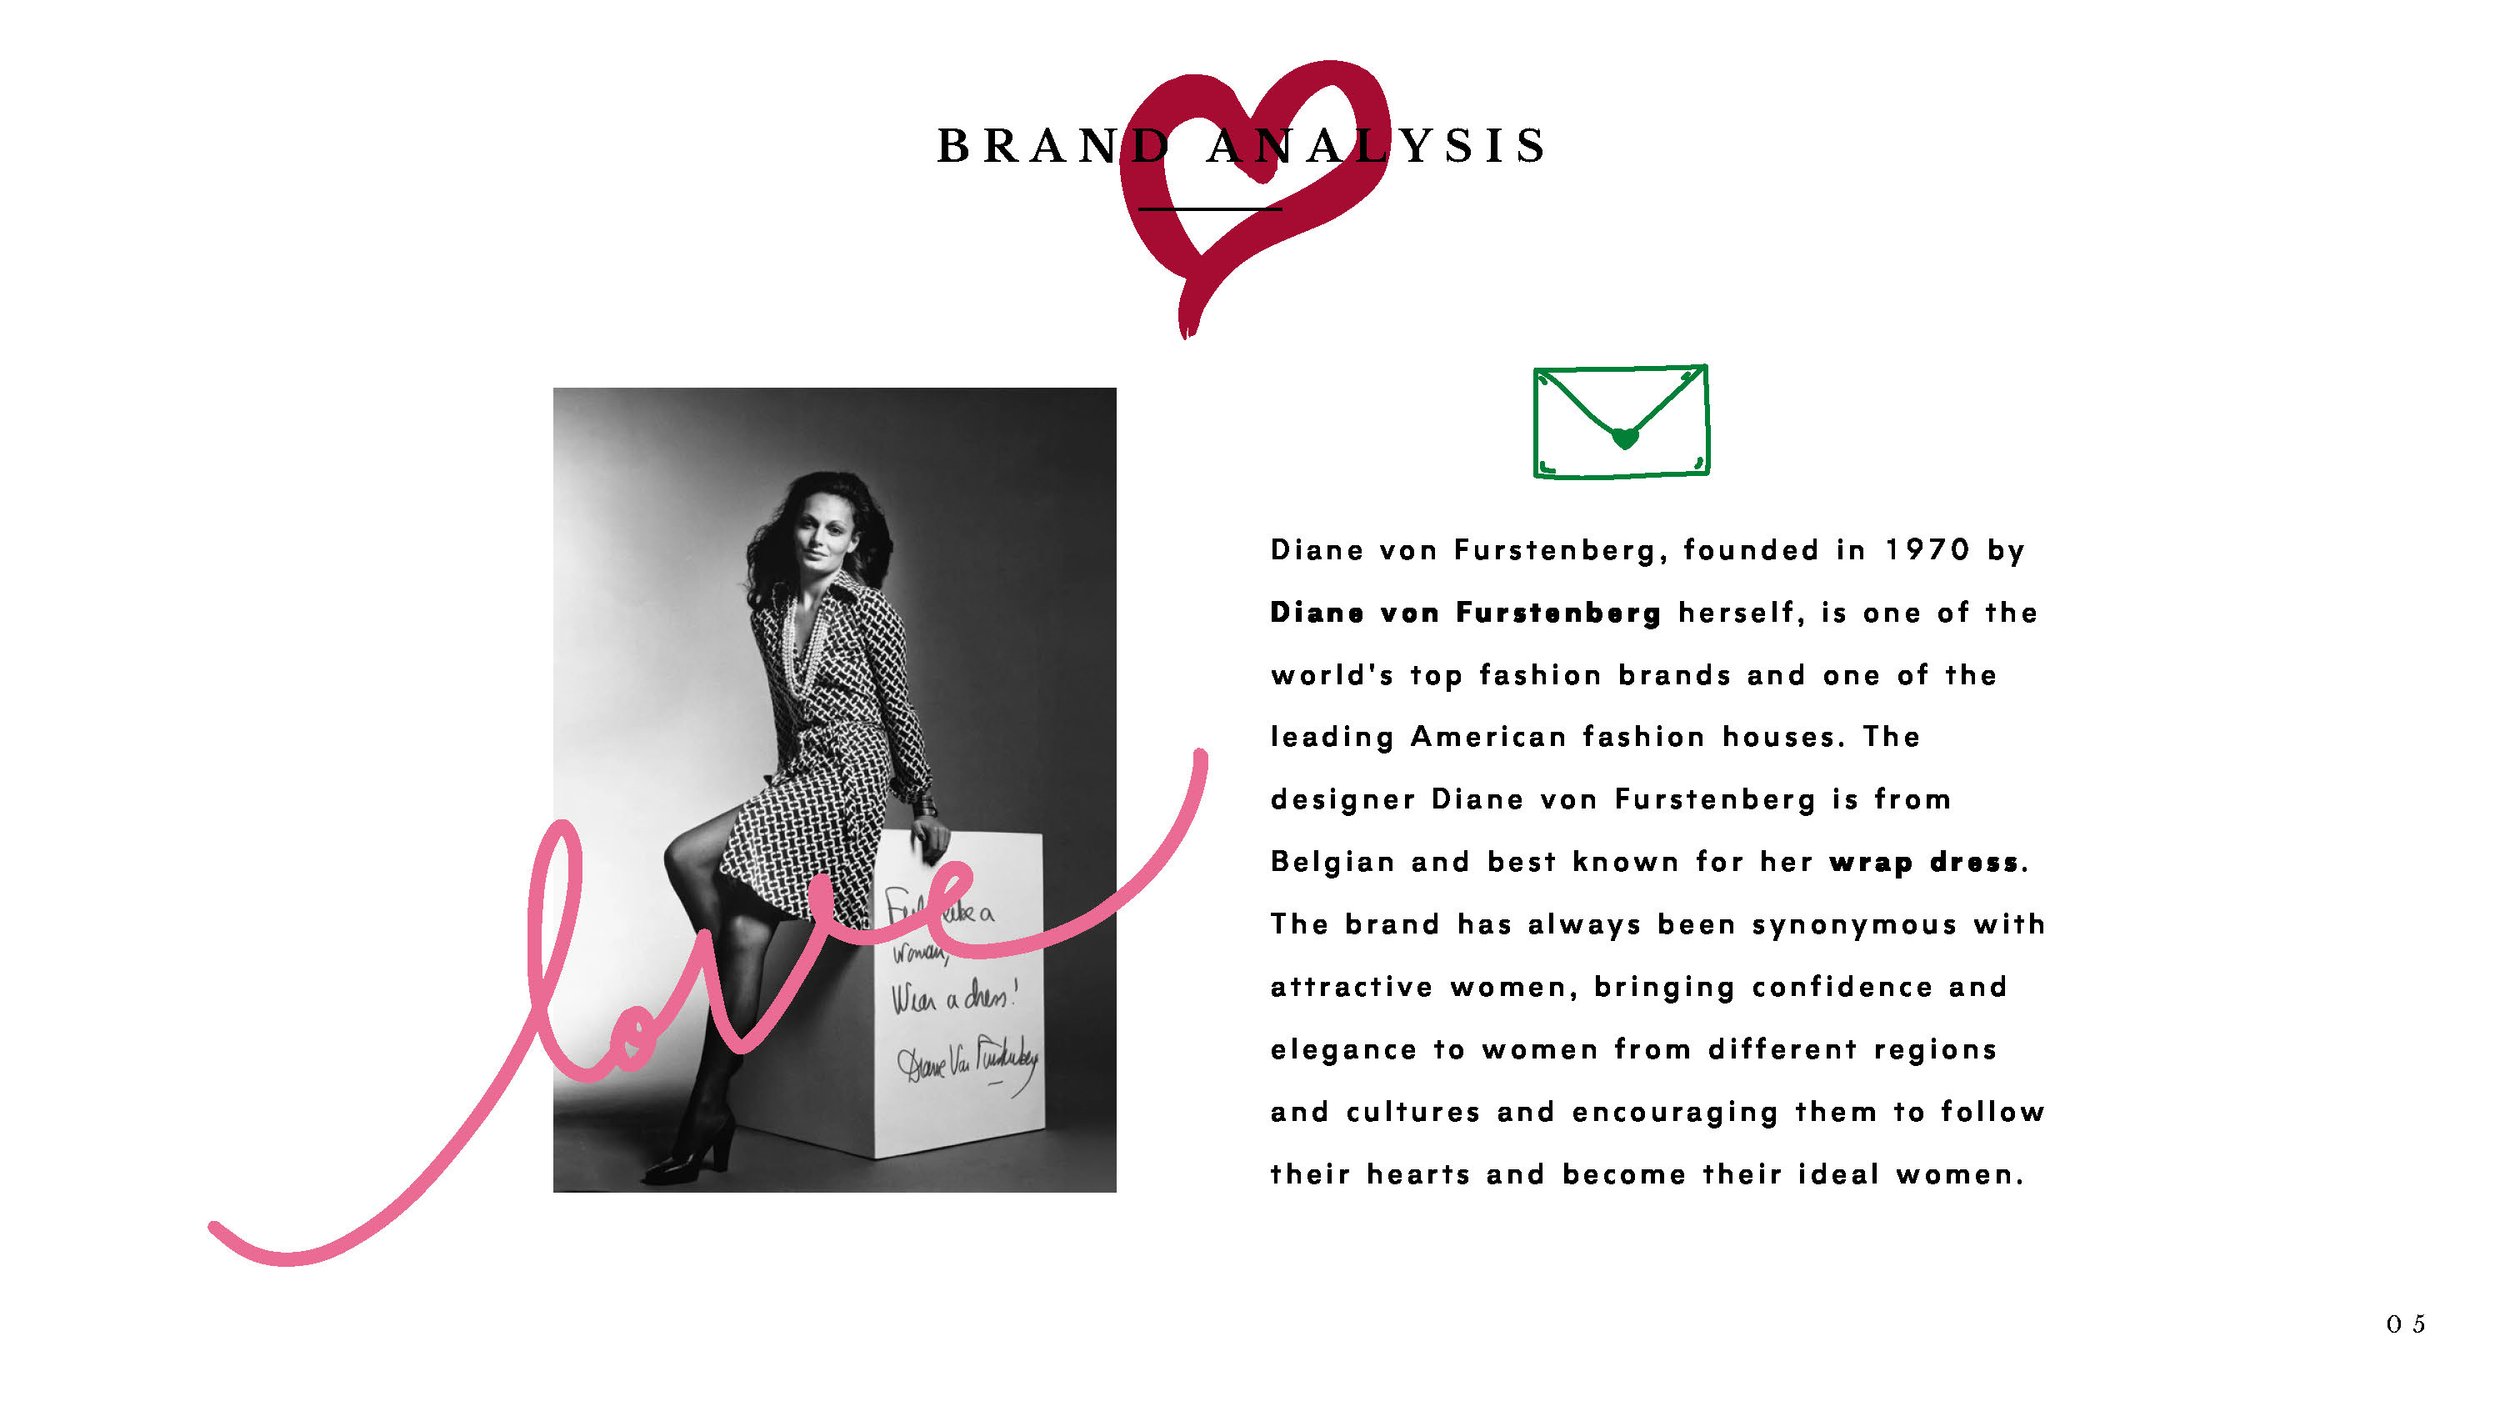 BRAND ANALYSIS
love
Feel like a
woman,
Wear a dress!
Diane Von Furstenberg
Diane von Furstenberg, founded in 1970 by
Diane von Furstenberg herself, is one of the
world's top fashion brands and one of the
leading American fashion houses. The
designer Diane von Furstenberg is from
Belgian and best known for her wrap dress.
The brand has always been synonymous with
attractive women, bringing confidence and
elegance to women from different regions
and cultures and encouraging them to follow
their hearts and become their ideal women.
05